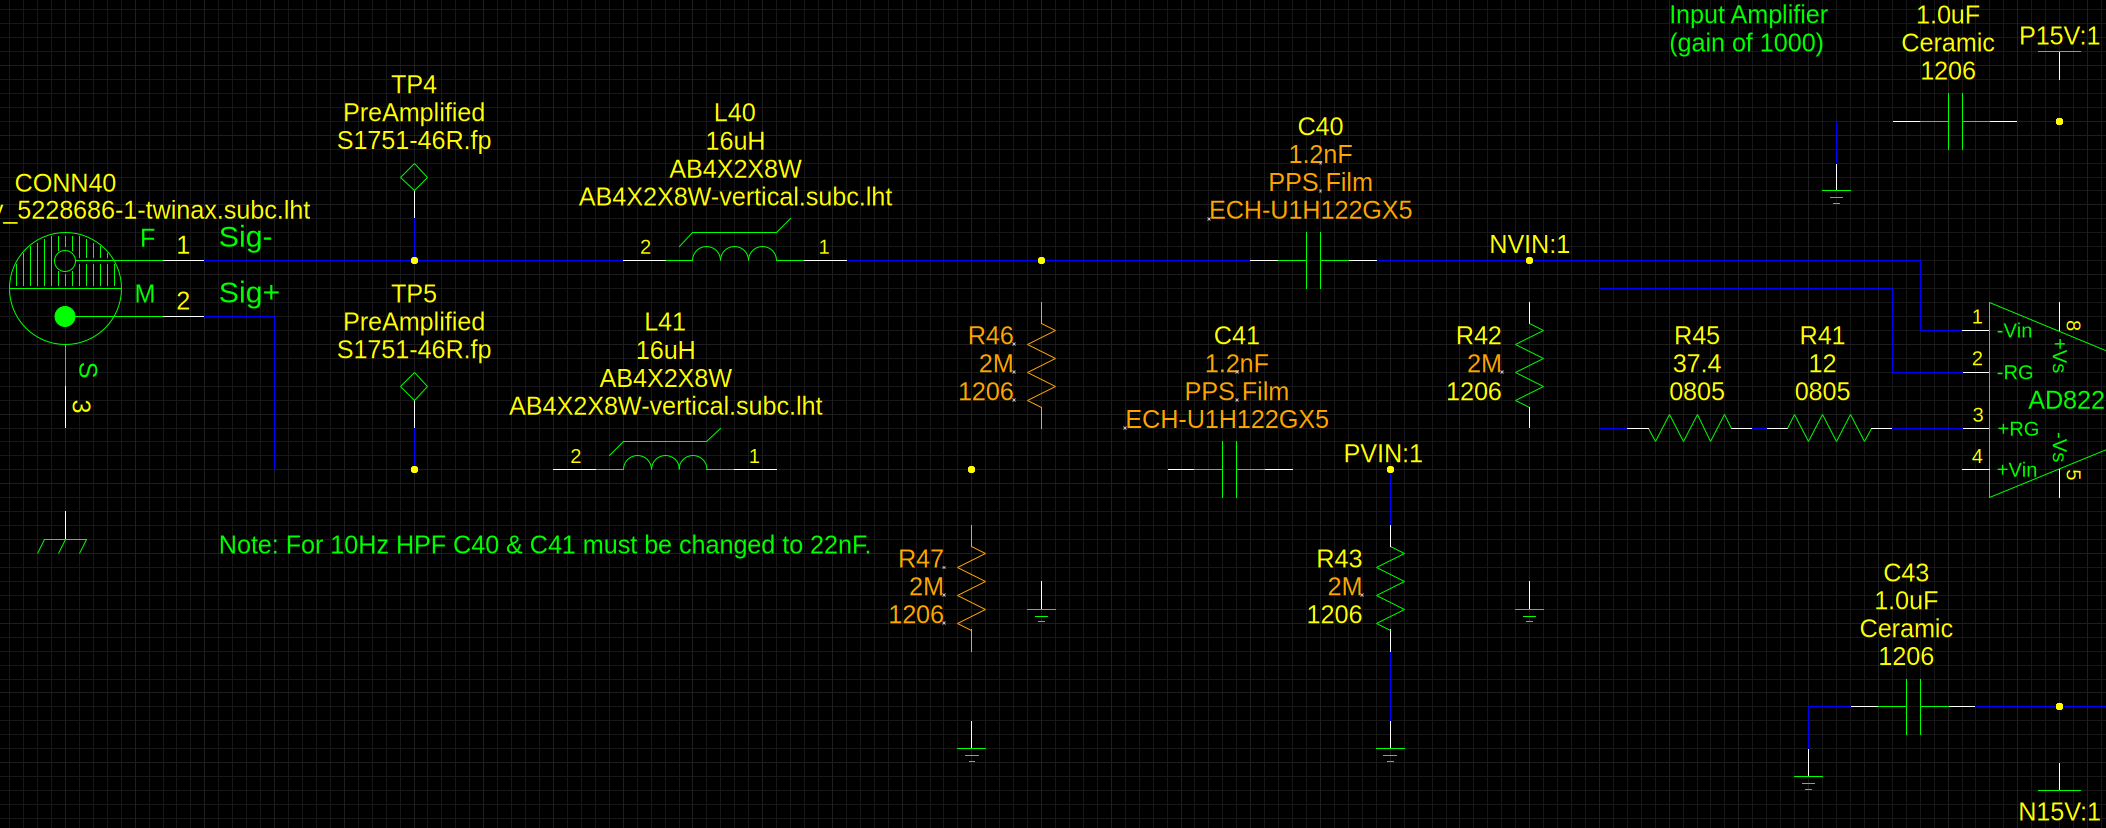 Input Amplifier
(gain of 1000)
1.0uF
Ceramic
1206
P15V:1
TP4
PreAmplified
S1751-46R.fp
L40
16uH
AB4X2X8W
AB4X2X8W-vertical.subc.lht
2
1
C40
1.2nF
PPS Film
ECH-U1H122GX5
CONN40
_5228686-1-twinax.subc.lht
F
1
Sig-
M
2
Sig+
S
3
TP5
PreAmplified
S1751-46R.fp
L41
16uH
AB4X2X8W
AB4X2X8W-vertical.subc.lht
2
1
R46
2M
1206
C41
1.2nF
PPS Film
ECH-U1H122GX5
NVIN:1
R42
2M
1206
PVIN:1
R45
37.4
0805
R41
12
0805
1
-Vin
2
-RG
3
+RG
4
+Vin
8
+Vs
AD822
-Vs
5
Note: For 10Hz HPF C40 & C41 must be changed to 22nF.
R47
2M
1206
R43
2M
1206
C43
1.0uF
Ceramic
1206
N15V:1